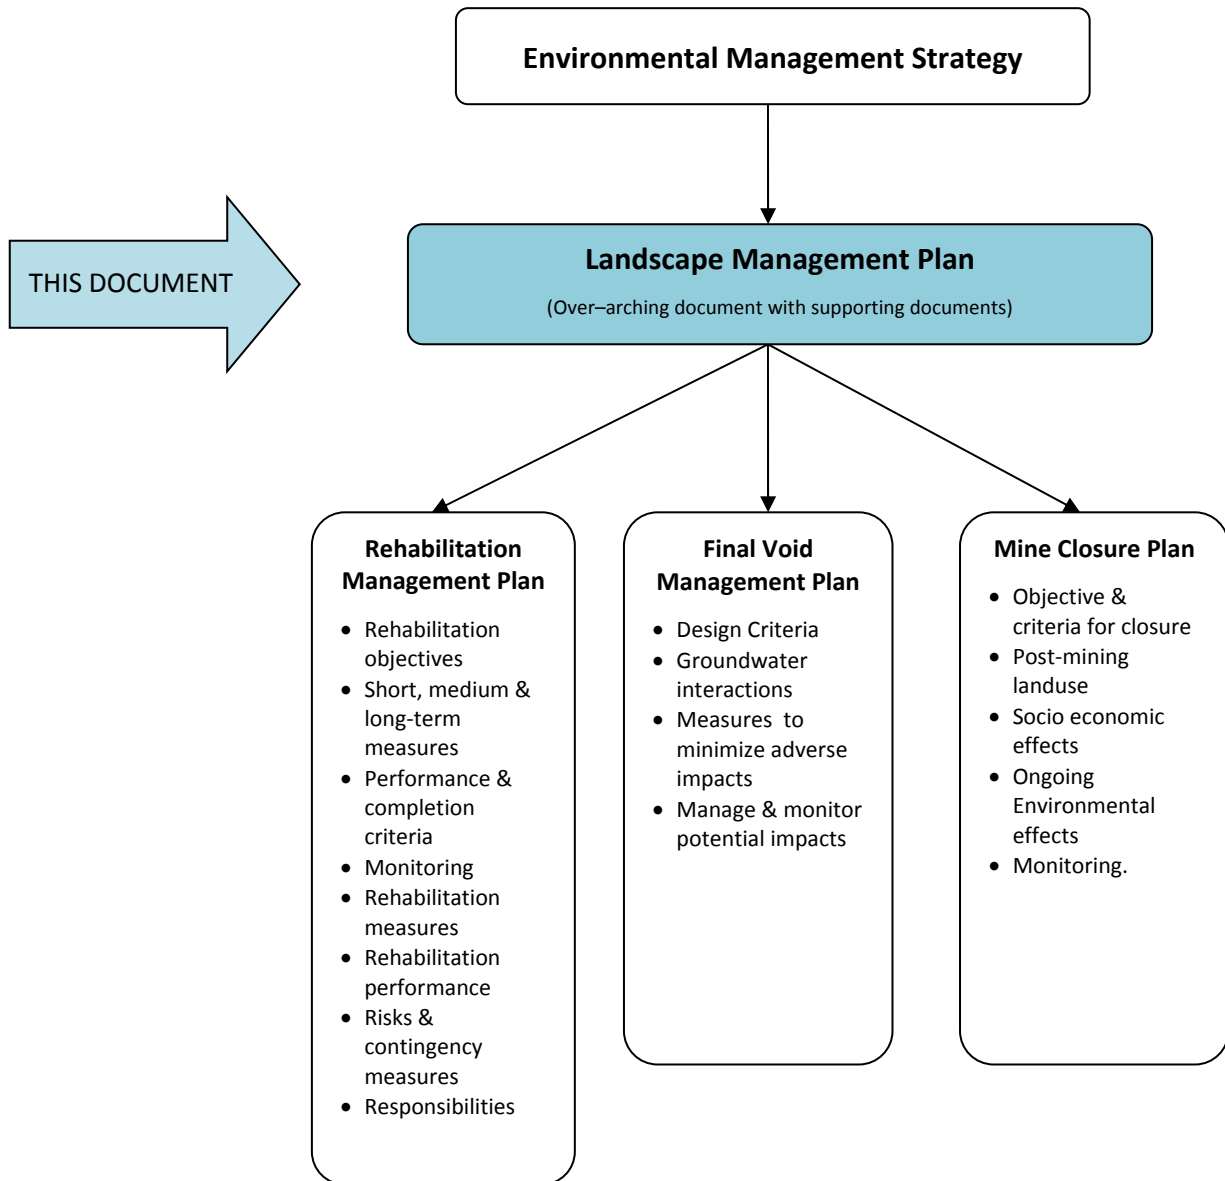 Environmental Management Strategy
THIS DOCUMENT
Landscape Management Plan
(Over–arching document with supporting documents)
Rehabilitation
Management Plan
• Rehabilitation
objectives
• Short, medium &
long-term
measures
• Performance &
completion
criteria
• Monitoring
• Rehabilitation
measures
• Rehabilitation
performance
• Risks &
contingency
measures
• Responsibilities
Final Void
Management Plan
• Design Criteria
• Groundwater
interactions
• Measures  to
minimize adverse
impacts
• Manage & monitor
potential impacts
Mine Closure Plan
• Objective &
criteria for closure
• Post-mining
landuse
• Socio economic
effects
• Ongoing
Environmental
effects
• Monitoring.